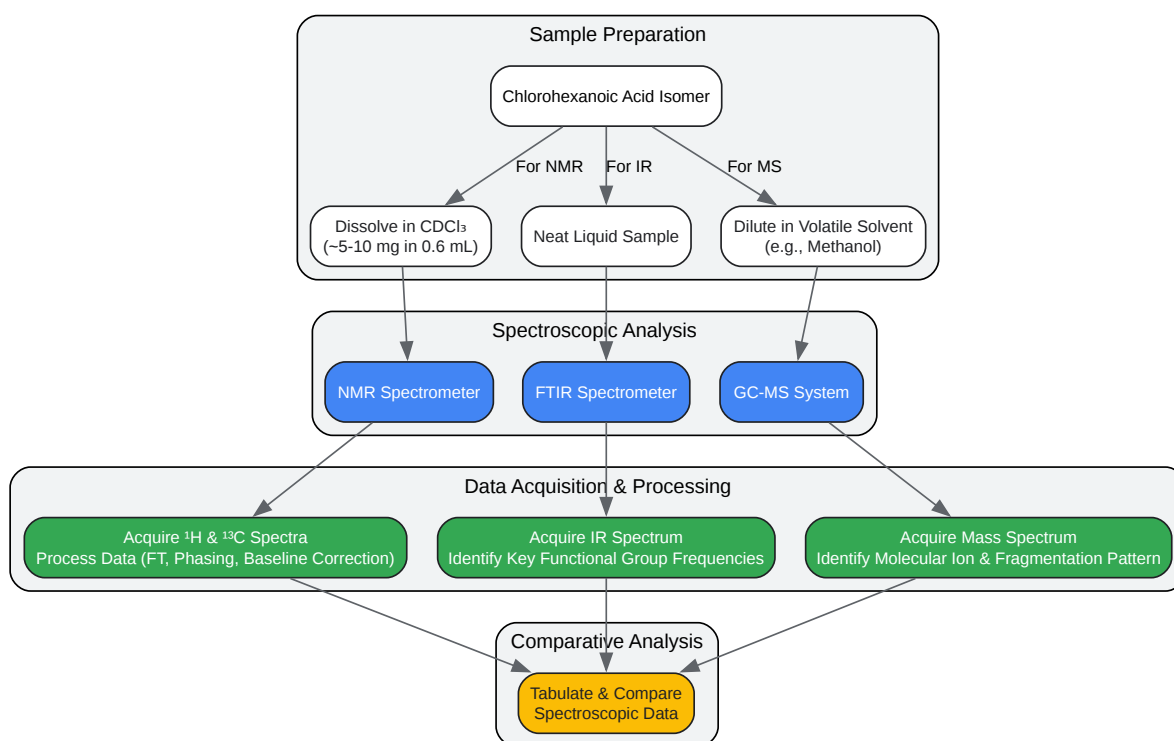 Sample Preparation
Chlorohexanoic Acid Isomer
For NMR
For IR
For MS
Dissolve in CDCl₃
(~5-10 mg in 0.6 mL)
Neat Liquid Sample
Dilute in Volatile Solvent
(e.g., Methanol)
Spectroscopic Analysis
NMR Spectrometer
FTIR Spectrometer
GC-MS System
Data Acquisition & Processing
Acquire ¹H & ¹³C Spectra
Process Data (FT, Phasing, Baseline Correction)
Acquire IR Spectrum
Identify Key Functional Group Frequencies
Acquire Mass Spectrum
Identify Molecular Ion & Fragmentation Pattern
Comparative Analysis
Tabulate & Compare
Spectroscopic Data